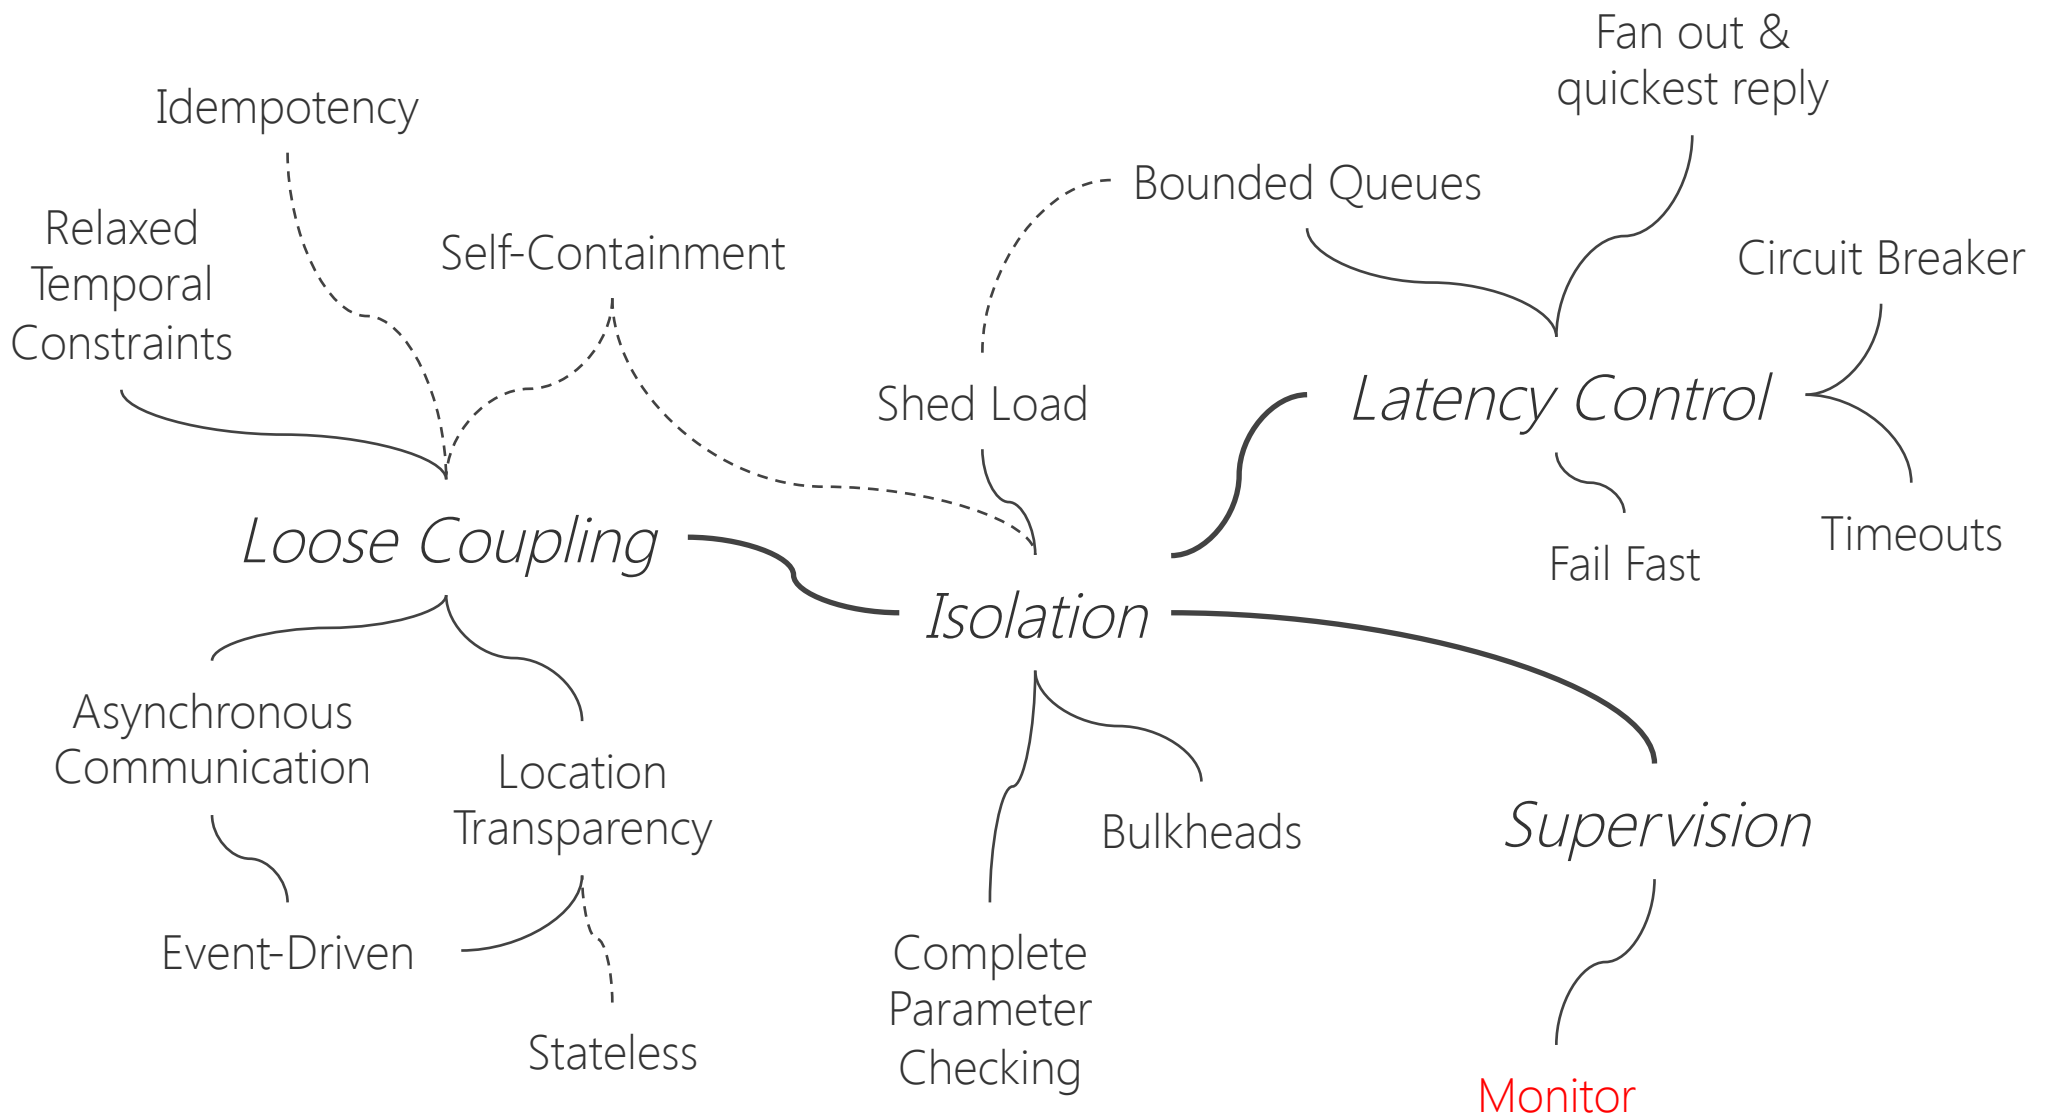 Fan out &
quickest reply
Idempotency
Bounded Queues
Relaxed
Temporal
Constraints
Self-Containment
Circuit Breaker
Shed Load
Latency Control
Loose Coupling
Timeouts
Fail Fast
Isolation
Asynchronous
Communication
Location
Transparency
Bulkheads
Supervision
Event-Driven
Complete
Parameter
Checking
Stateless
Monitor